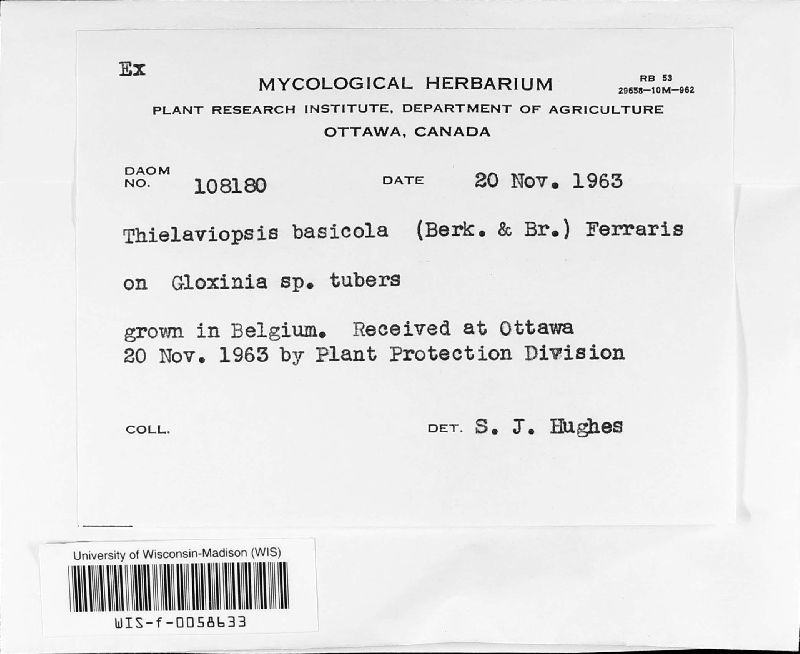 Ex
MYCOLOGICAL HERBARIUM
RB 53
29658—10M—962
PLANT RESEARCH INSTITUTE, DEPARTMENT OF AGRICULTURE
OTTAWA, CANADA
DAOM
NO. 108180 DATE 20 Nov. 1963
Thielaviopsis basicola (Berk. & Br.) Ferraris
on Gloxinia sp. tubers
grown in Belgium. Received at Ottawa
20 Nov. 1963 by Plant Protection Division
COLL. DET. S. J. Hughes
University of Wisconsin-Madison (WIS)
WIS-f-0058633